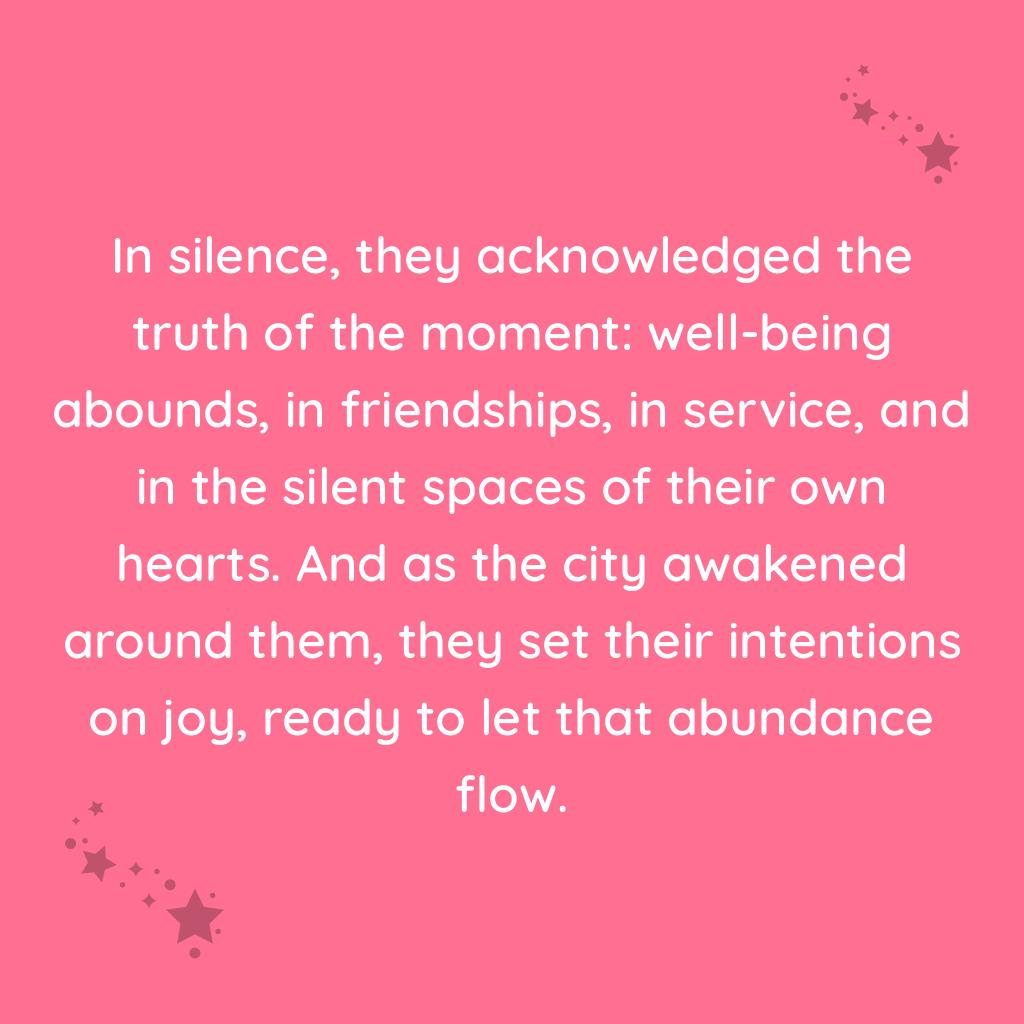 In silence, they acknowledged the
truth of the moment: well-being
abounds, in friendships, in service, and
in the silent spaces of their own
hearts. And as the city awakened
around them, they set their intentions
on joy, ready to let that abundance
flow.